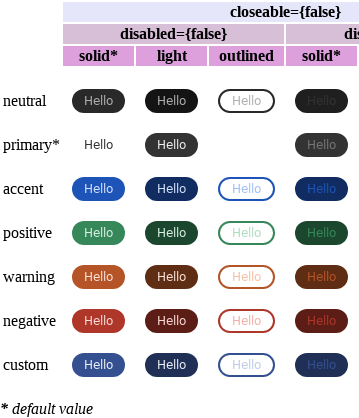 closeable={false}
disabled={false} dis
solid* light outlined solid*
neutral Hello Hello Hello Hello
primary* Hello Hello Hello
accent Hello Hello Hello Hello
positive Hello Hello Hello Hello
warning Hello Hello Hello Hello
negative Hello Hello Hello Hello
custom Hello Hello Hello Hello
* default value